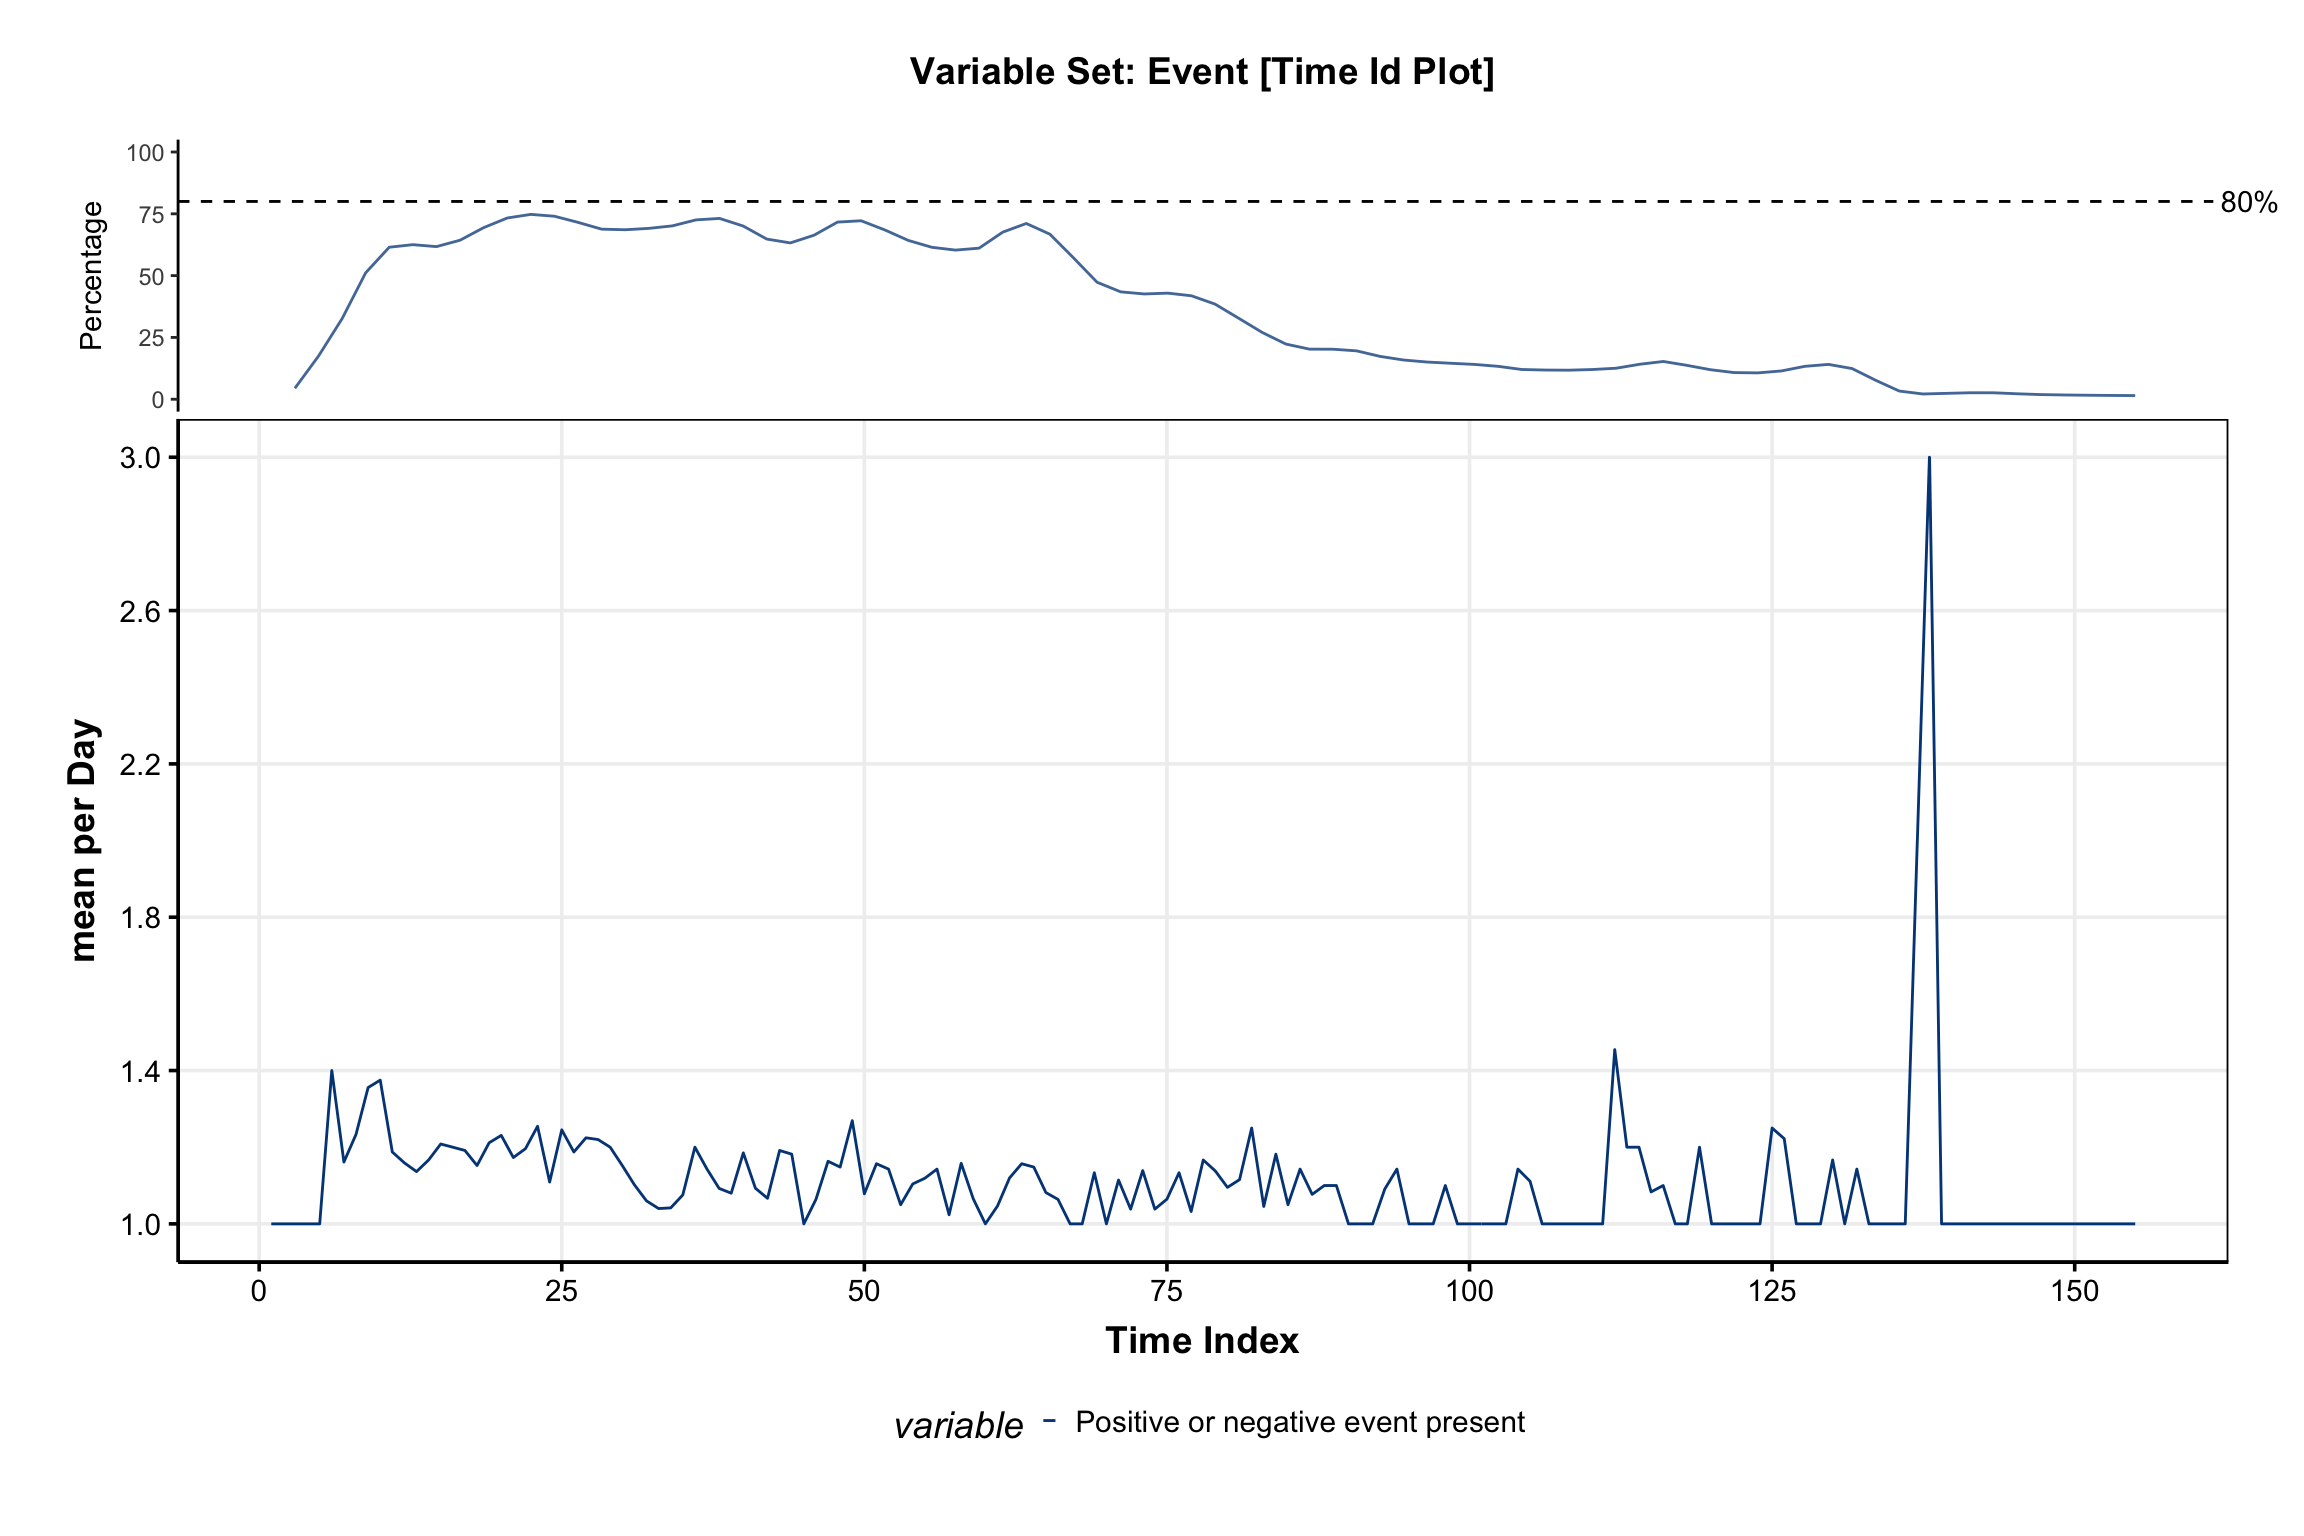 Variable Set: Event [Time Id Plot]
Percentage
100
75
50
25
0
80%
mean per Day
3.0
2.6
2.2
1.8
1.4
1.0
0 25 50 75 100 125 150
Time Index
variable Positive or negative event present